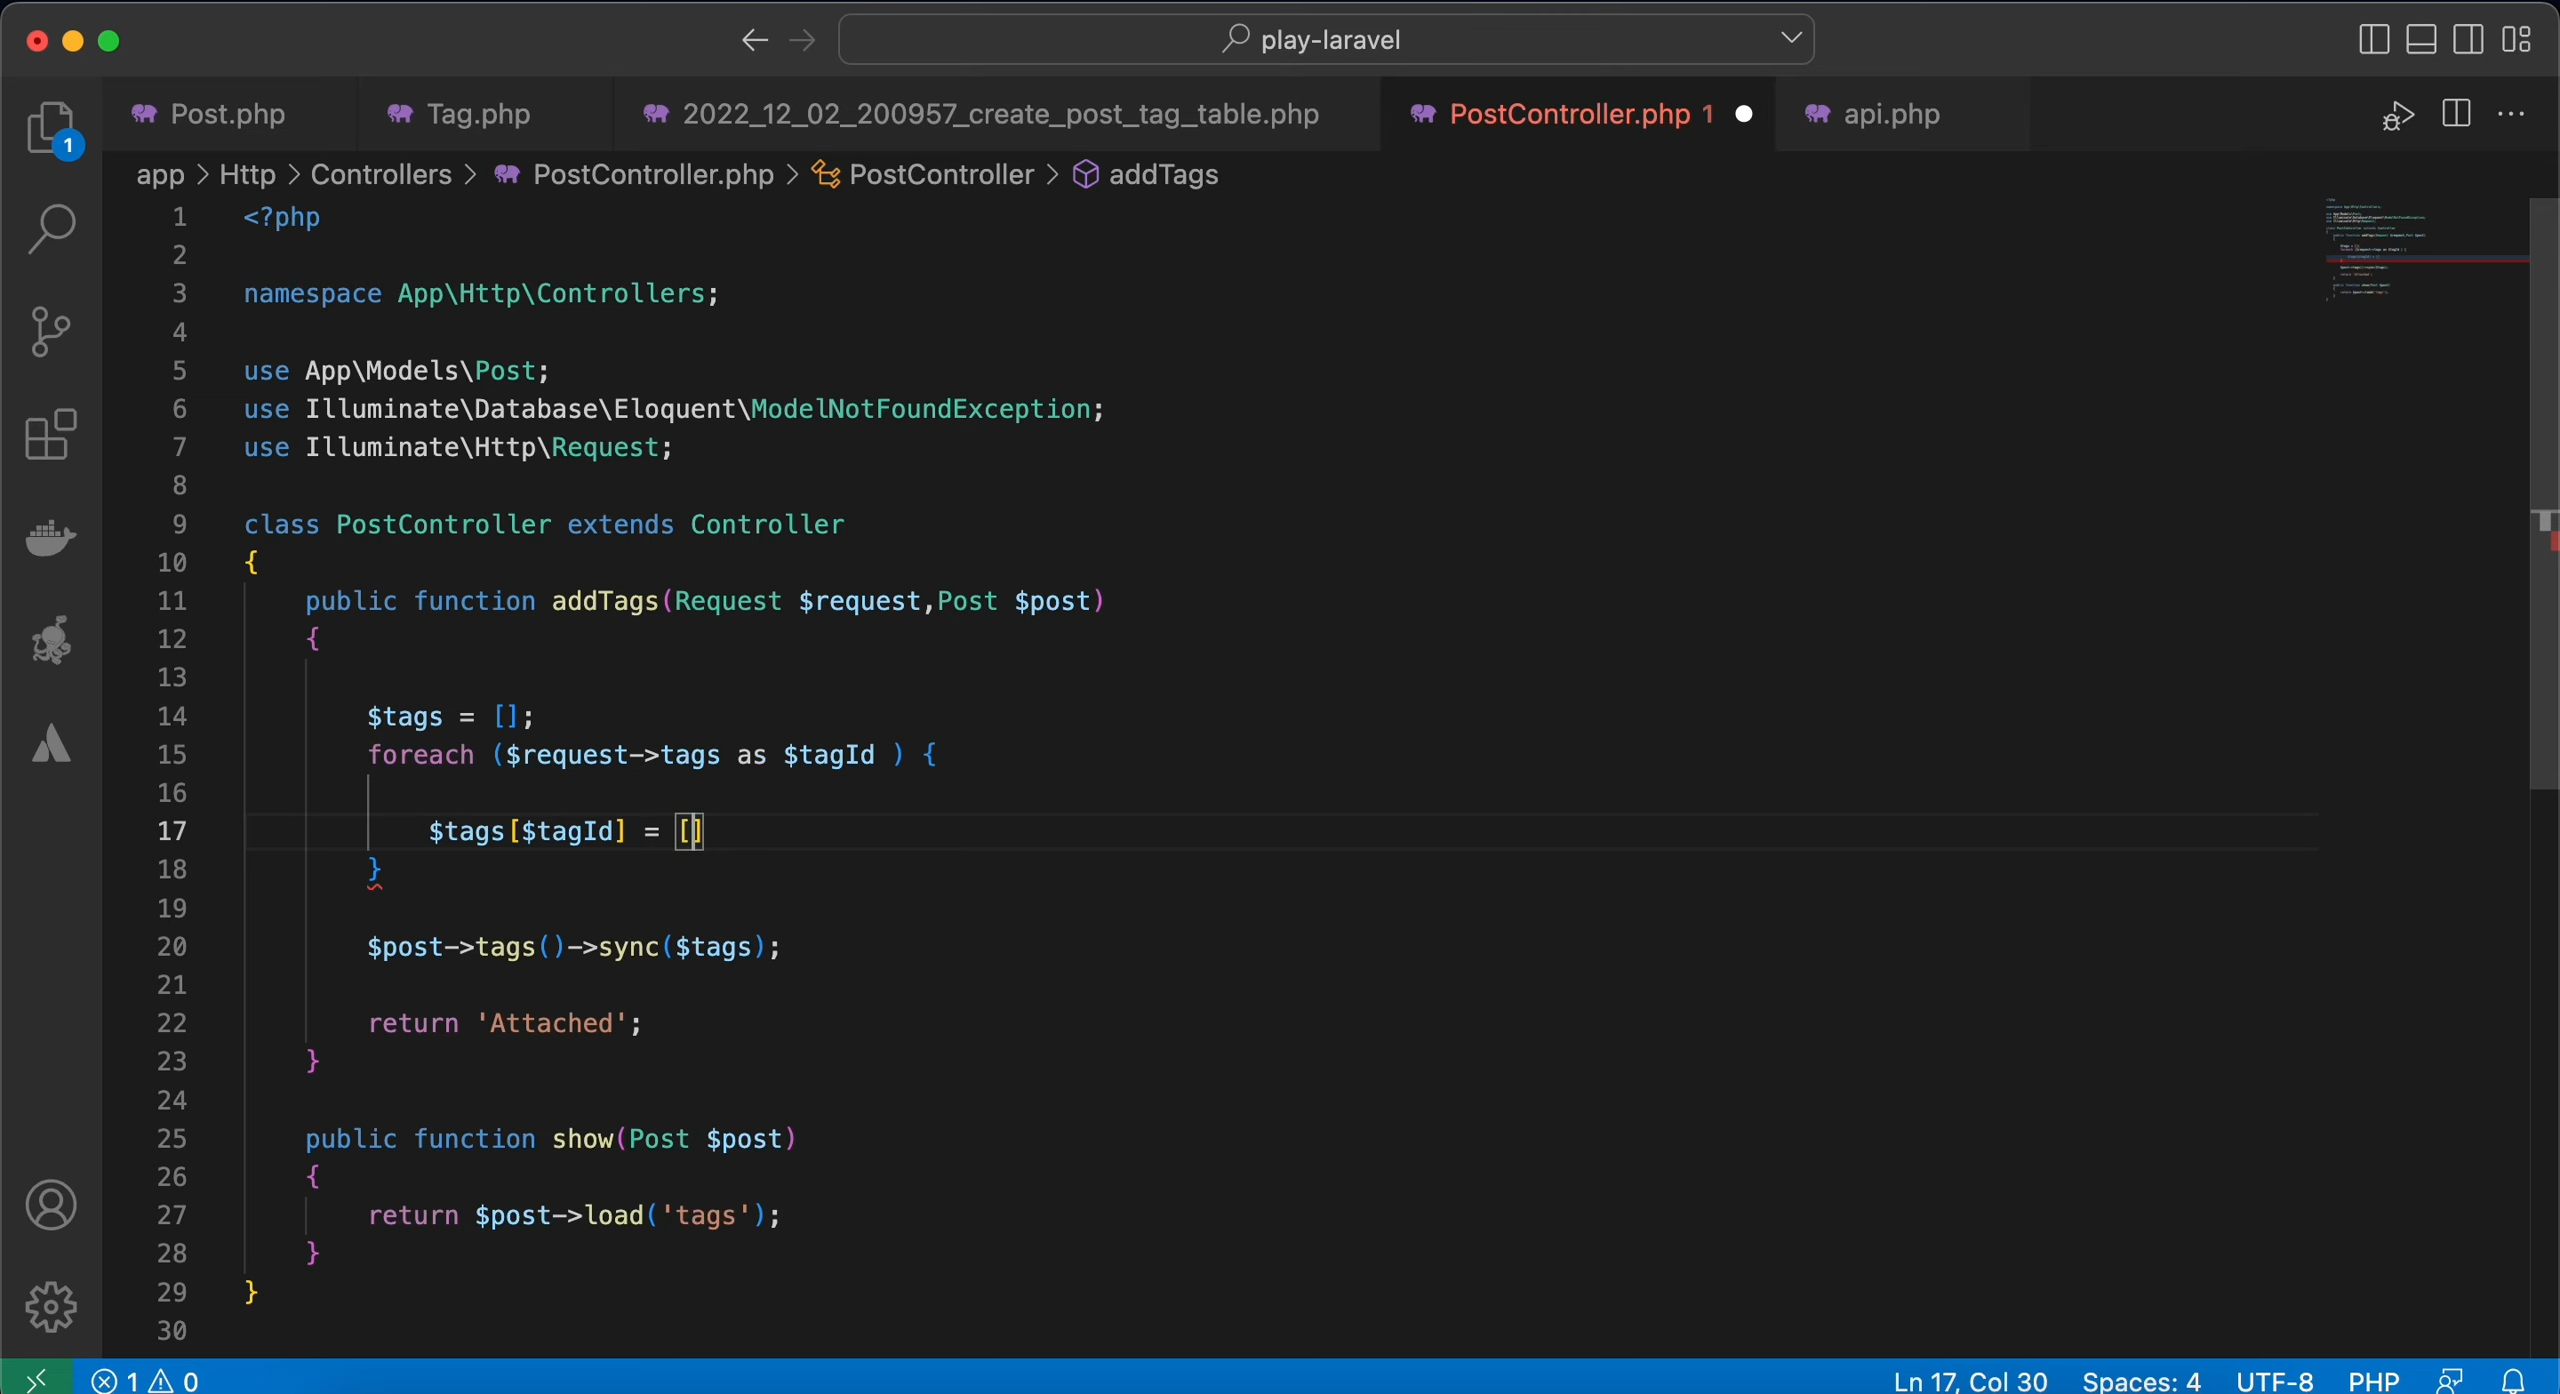 play-laravel
Post.php
Tag.php
2022_12_02_200957_create_post_tag_table.php
PostController.php 1
api.php
1
app > Http > Controllers > PostController.php > PostController > addTags
1 <?php
2
3 namespace App\Http\Controllers;
4
5 use App\Models\Post;
6 use Illuminate\Database\Eloquent\ModelNotFoundException;
7 use Illuminate\Http\Request;
8
9 class PostController extends Controller
10 {
11     public function addTags(Request $request,Post $post)
12     {
13
14         $tags = [];
15         foreach ($request->tags as $tagId ) {
16
17             $tags[$tagId] = []
18         }
19
20         $post->tags()->sync($tags);
21
22         return 'Attached';
23     }
24
25     public function show(Post $post)
26     {
27         return $post->load('tags');
28     }
29 }
30
1 0
Ln 17, Col 30
Spaces: 4
UTF-8
PHP